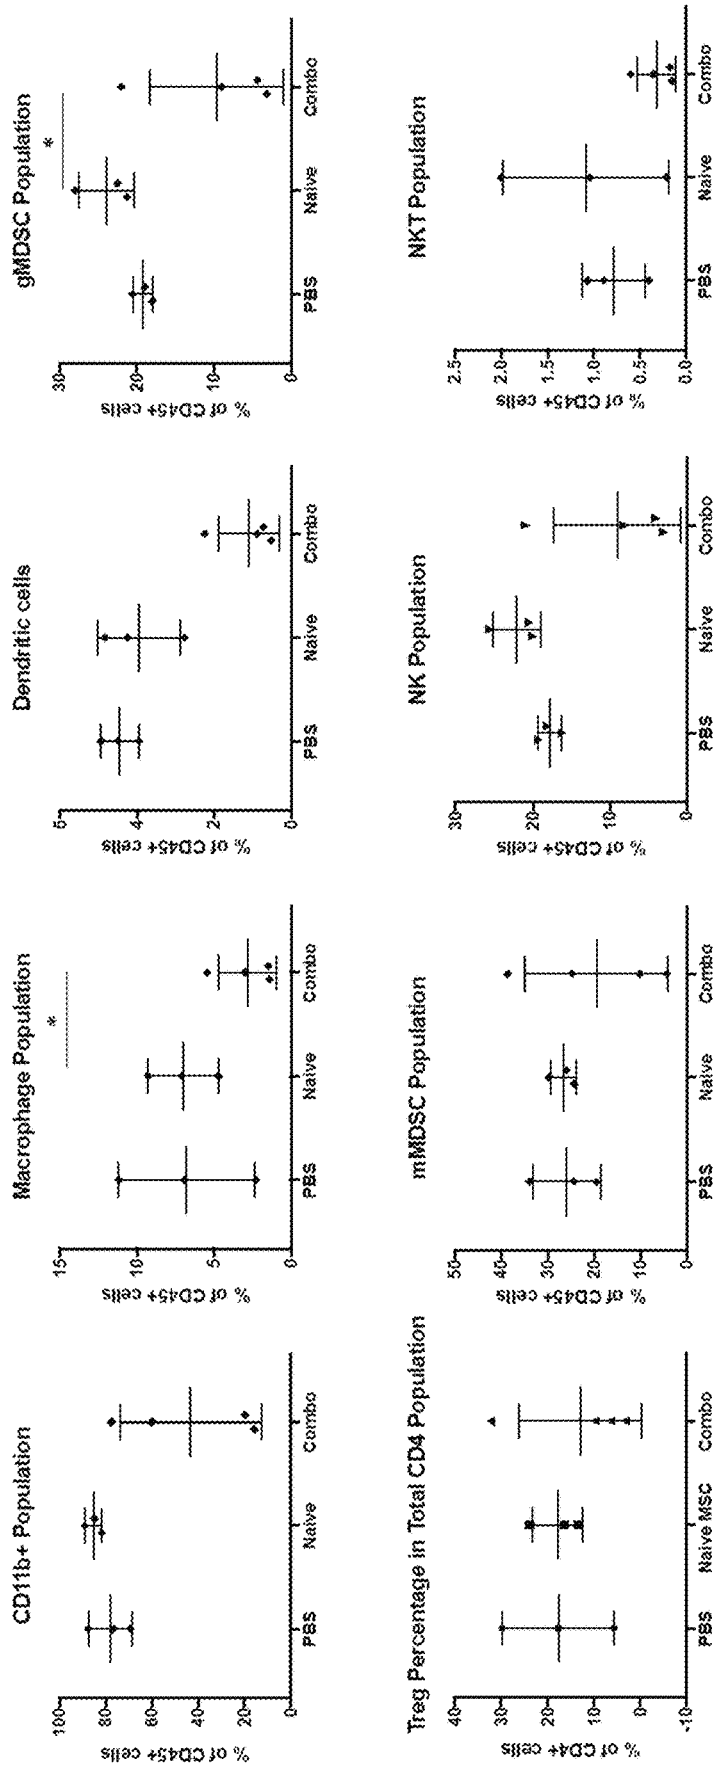 CD11b+ Population
% of CD45+ cells
100
80
60
40
20
0
PBS
Naive
Combo
Macrophage Population
*
% of CD45+ cells
15
10
5
0
PBS
Naive
Combo
Dendritic cells
% of CD45+ cells
6
4
2
0
PBS
Naive
Combo
gMDSC Population
*
% of CD45+ cells
30
20
10
0
PBS
Naive
Combo
Treg Percentage in Total CD4 Population
% of CD4+ cells
40
30
20
10
0
-10
PBS
Naive MSC
Combo
mMDSC Population
% of CD45+ cells
50
40
30
20
10
0
PBS
Naive
Combo
NK Population
% of CD45+ cells
30
20
10
0
PBS
Naive
Combo
NKT Population
% of CD45+ cells
2.5
2.0
1.5
1.0
0.5
0.0
PBS
Naive
Combo